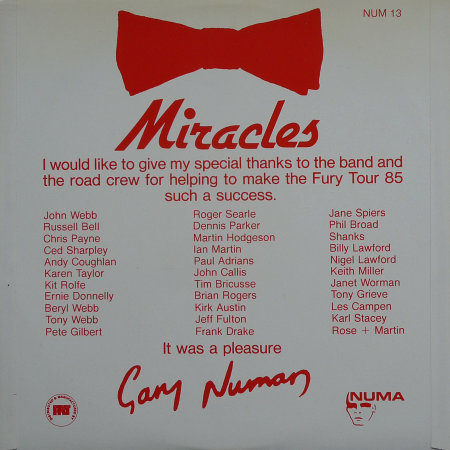 NUM 13
Miracles
I would like to give my special thanks to the band and
the road crew for helping to make the Fury Tour 85
such a success.
John Webb
Russell Bell
Chris Payne
Ced Sharpley
Andy Coughlan
Karen Taylor
Kit Rolfe
Ernie Donnelly
Beryl Webb
Tony Webb
Pete Gilbert
Roger Searle
Dennis Parker
Martin Hodgeson
Ian Martin
Paul Adrians
John Callis
Tim Bricusse
Brian Rogers
Kirk Austin
Jeff Fulton
Frank Drake
Jane Spiers
Phil Broad
Shanks
Billy Lawford
Nigel Lawford
Keith Miller
Janet Worman
Tony Grieve
Les Campen
Karl Stacey
Rose + Martin
It was a pleasure
Gary Numan
DISTRIBUTED & MANUFACTURED BY
PRT
NUMA